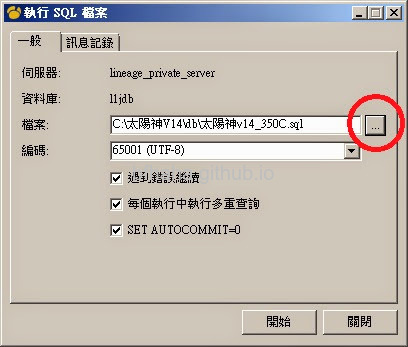 執行 SQL 檔案
一般
訊息記錄
伺服器: lineage_private_server
資料庫: l1jdb
檔案: C:\太陽神V14\db\太陽神v14_350C.sql ...
編碼: 65001 (UTF-8)
遇到錯誤繼續
github.io
每個執行中執行多重查詢
SET AUTOCOMMIT=0
開始
關閉